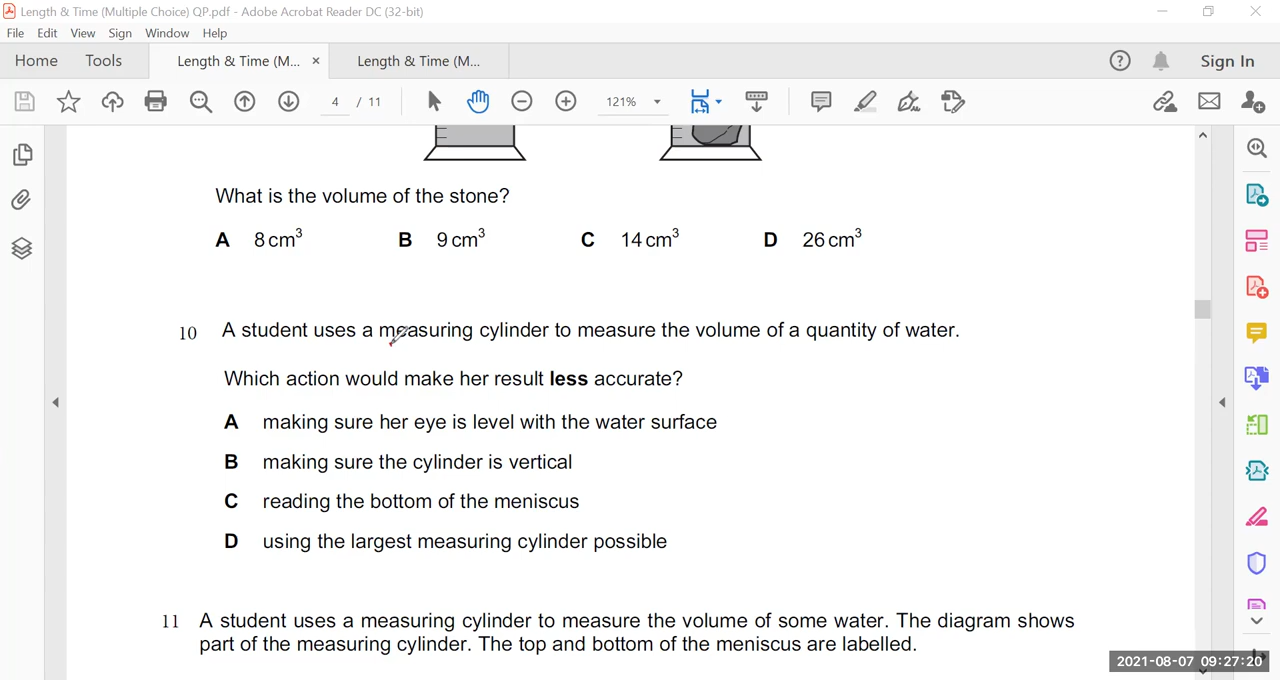 Length & Time (Multiple Choice) QP.pdf - Adobe Acrobat Reader DC (32-bit)
File Edit View Sign Window Help
Home Tools Length & Time (M... × Length & Time (M... Sign In
4 / 11 121%
What is the volume of the stone?
A 8 cm³ B 9 cm³ C 14 cm³ D 26 cm³
10 A student uses a measuring cylinder to measure the volume of a quantity of water.
Which action would make her result less accurate?
A making sure her eye is level with the water surface
B making sure the cylinder is vertical
C reading the bottom of the meniscus
D using the largest measuring cylinder possible
11 A student uses a measuring cylinder to measure the volume of some water. The diagram shows
part of the measuring cylinder. The top and bottom of the meniscus are labelled.
2021-08-07 09:27:20